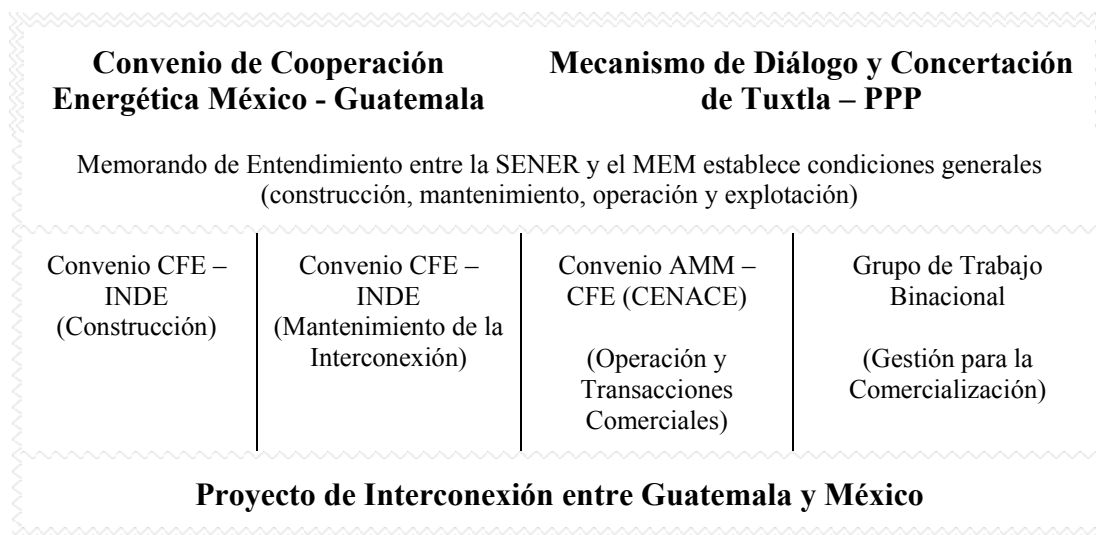 Convenio de Cooperación
Energética México - Guatemala
Mecanismo de Diálogo y Concertación
de Tuxtla – PPP
Memorando de Entendimiento entre la SENER y el MEM establece condiciones generales
(construcción, mantenimiento, operación y explotación)
Convenio CFE –
INDE
(Construcción)
Convenio CFE –
INDE
(Mantenimiento de la
Interconexión)
Convenio AMM –
CFE (CENACE)
(Operación y
Transacciones
Comerciales)
Grupo de Trabajo
Binacional
(Gestión para la
Comercialización)
Proyecto de Interconexión entre Guatemala y México